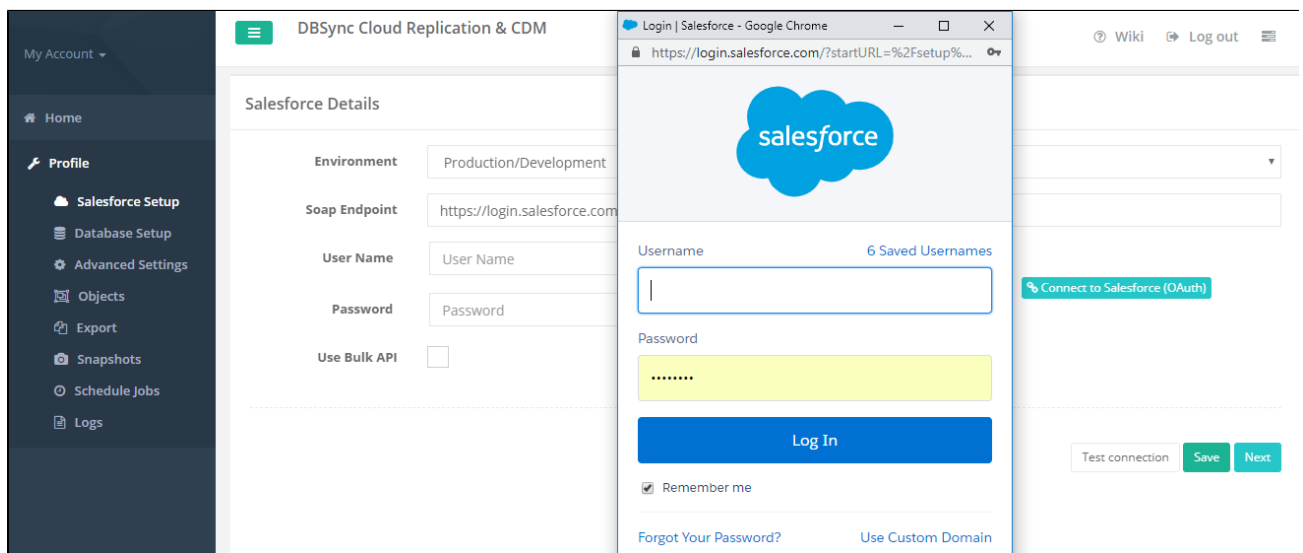 My Account
Home
Profile
Salesforce Setup
Database Setup
Advanced Settings
Objects
Export
Snapshots
Schedule Jobs
Logs
DBSync Cloud Replication & CDM
Wiki
Log out
Salesforce Details
Environment
Production/Development
Soap Endpoint
https://login.salesforce.com
User Name
User Name
Password
Password
Use Bulk API
Connect to Salesforce (OAuth)
Test connection
Save
Next
Login | Salesforce - Google Chrome
https://login.salesforce.com/?startURL=%2Fsetup%...
salesforce
Username
6 Saved Usernames
Password
••••••••
Log In
Remember me
Forgot Your Password?
Use Custom Domain